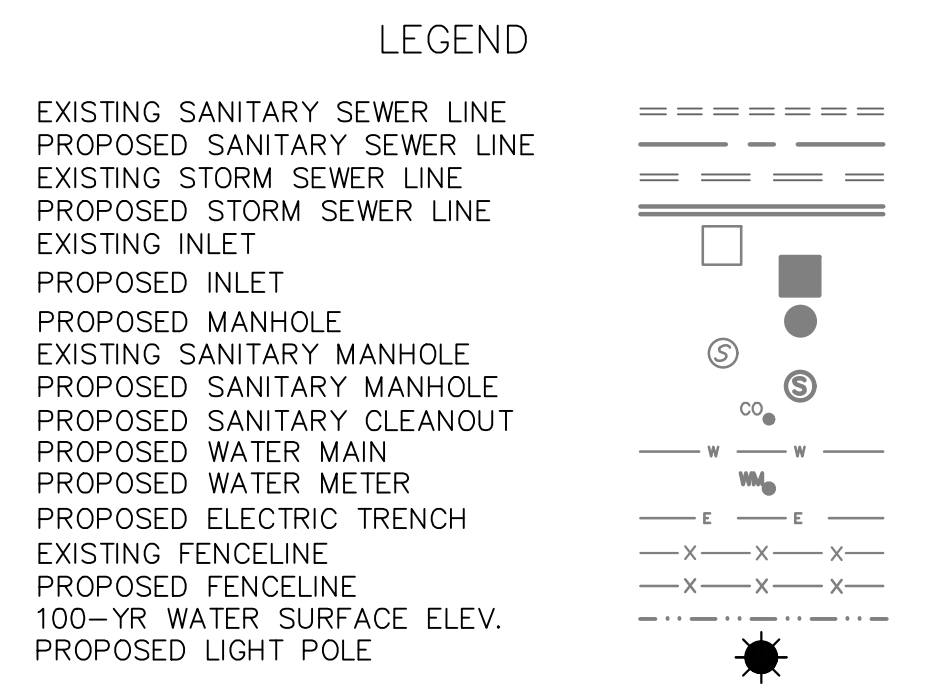 LEGEND
EXISTING SANITARY SEWER LINE
PROPOSED SANITARY SEWER LINE
EXISTING STORM SEWER LINE
PROPOSED STORM SEWER LINE
EXISTING INLET
PROPOSED INLET
PROPOSED MANHOLE
EXISTING SANITARY MANHOLE S
PROPOSED SANITARY MANHOLE S
PROPOSED SANITARY CLEANOUT CO
PROPOSED WATER MAIN W W
PROPOSED WATER METER WM
PROPOSED ELECTRIC TRENCH E E
EXISTING FENCELINE X X X
PROPOSED FENCELINE X X X
100-YR WATER SURFACE ELEV.
PROPOSED LIGHT POLE